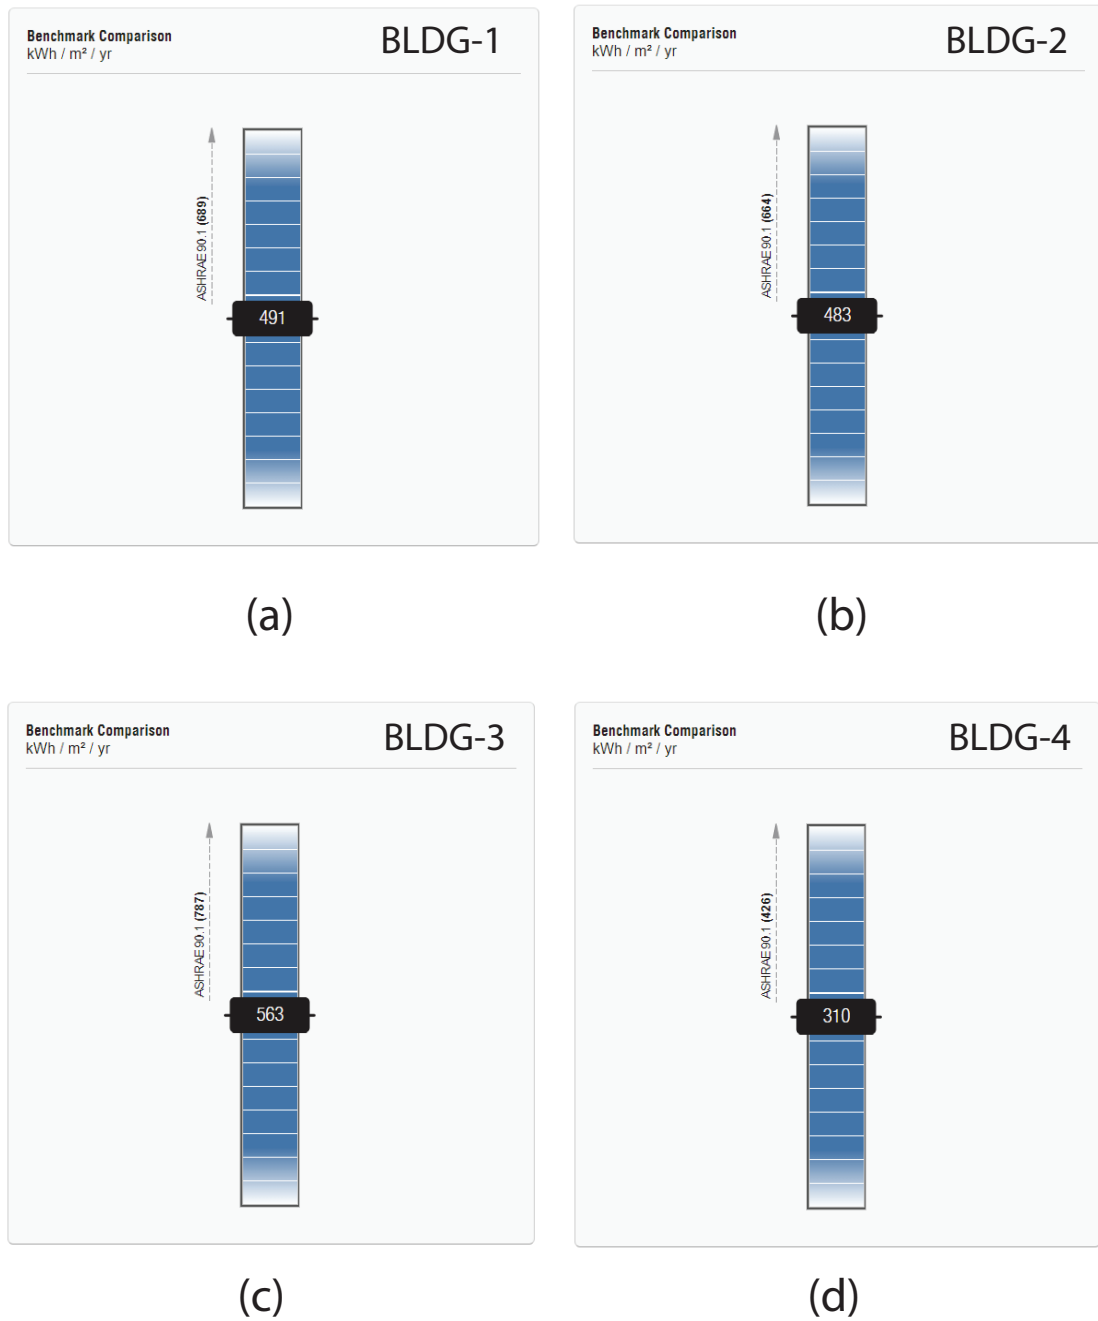 Benchmark Comparison
kWh / m² / yr
BLDG-1
ASHRAE 90.1 (689)
491
(a)
Benchmark Comparison
kWh / m² / yr
BLDG-2
ASHRAE 90.1 (664)
483
(b)
Benchmark Comparison
kWh / m² / yr
BLDG-3
ASHRAE 90.1 (787)
563
(c)
Benchmark Comparison
kWh / m² / yr
BLDG-4
ASHRAE 90.1 (426)
310
(d)